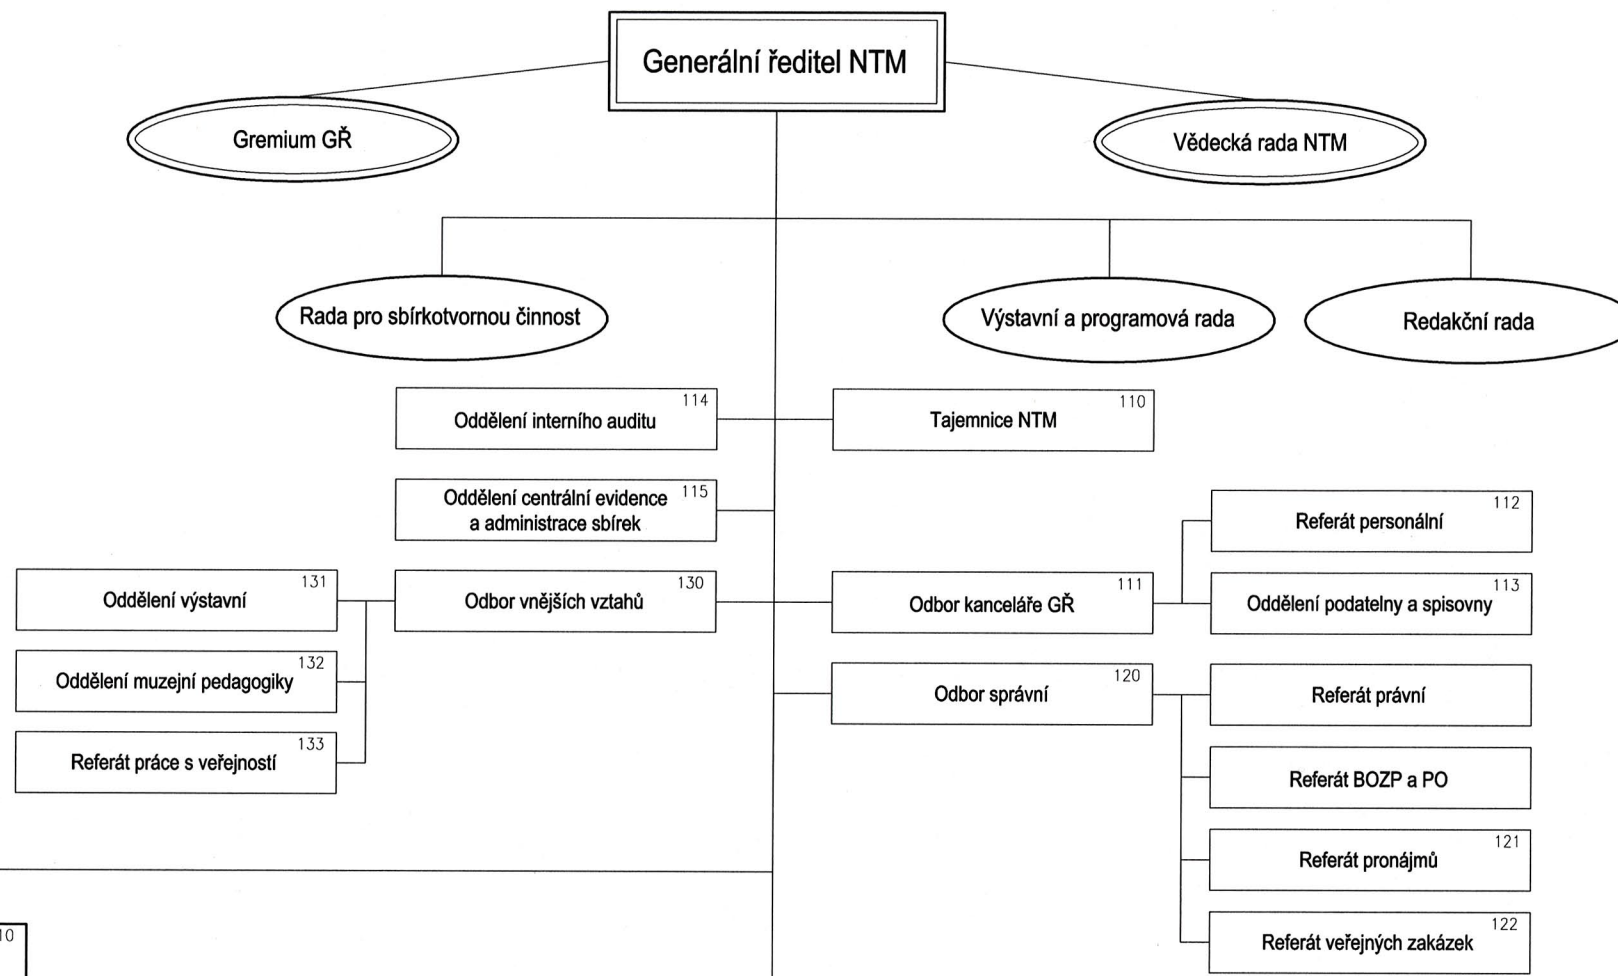 Generální ředitel NTM
Gremium GŘ
Vědecká rada NTM
Rada pro sbírkotvornou činnost
Výstavní a programová rada
Redakční rada
114
Oddělení interního auditu
110
Tajemnice NTM
115
Oddělení centrální evidence
a administrace sbírek
112
Referát personální
131
Oddělení výstavní
130
Odbor vnějších vztahů
111
Odbor kanceláře GŘ
113
Oddělení podatelny a spisovny
132
Oddělení muzejní pedagogiky
120
Odbor správní
Referát právní
133
Referát práce s veřejností
Referát BOZP a PO
121
Referát pronájmů
122
Referát veřejných zakázek
10